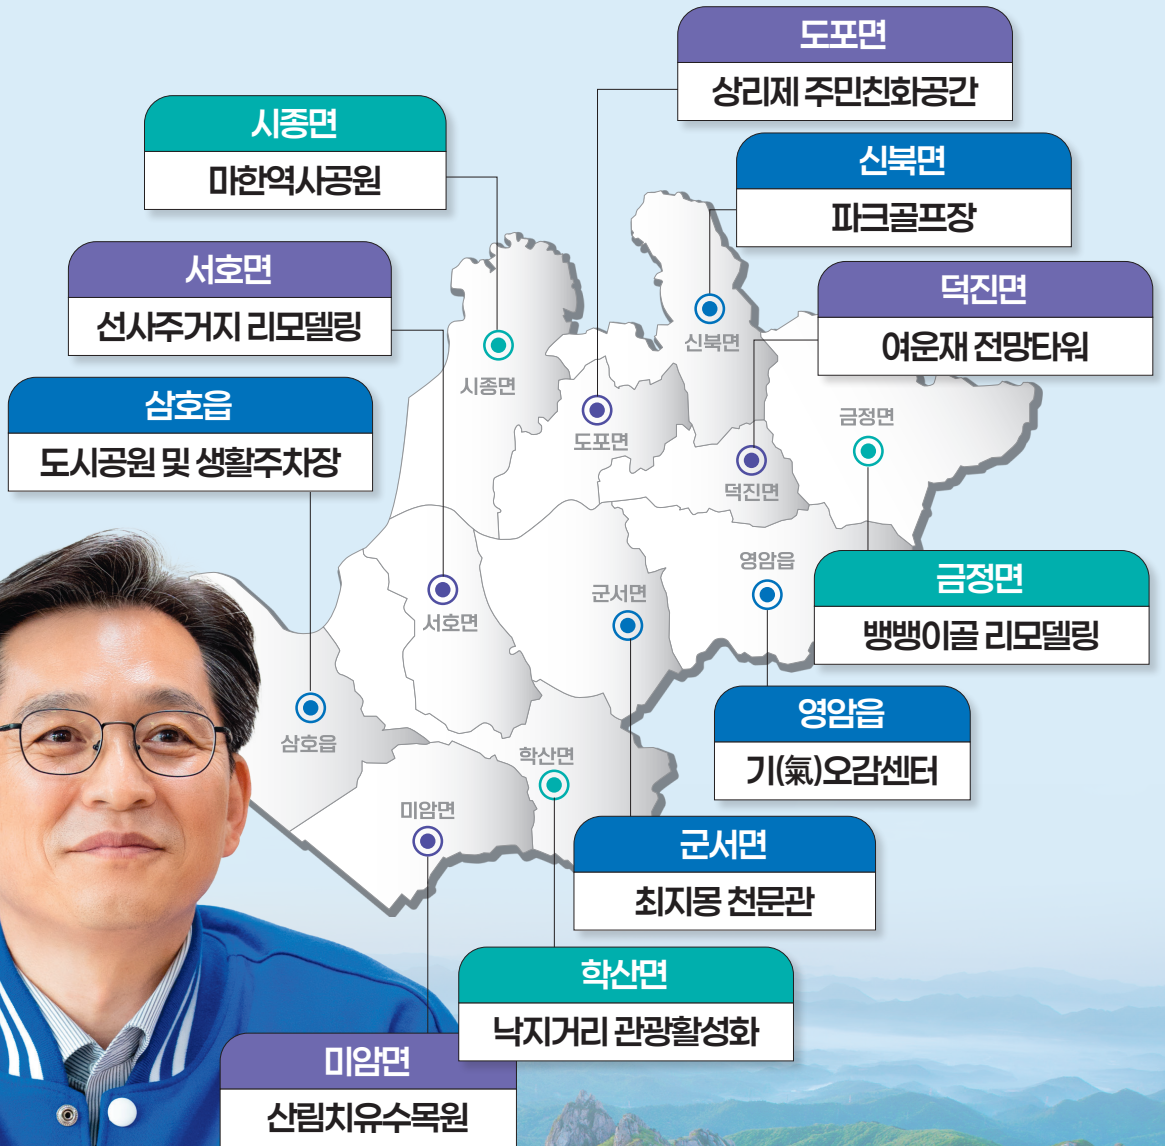 도포면
상리제 주민친화공간
시종면
마한역사공원
신북면
파크골프장
서호면
선사주거지 리모델링
덕진면
여운재 전망타워
삼호읍
도시공원 및 생활주차장
신북면
시종면
도포면
금정면
덕진면
영암읍
군서면
서호면
금정면
뱅뱅이골 리모델링
영암읍
기(氣)오감센터
삼호읍
학산면
미암면
군서면
최지몽 천문관
학산면
낙지거리 관광활성화
미암면
산림치유수목원